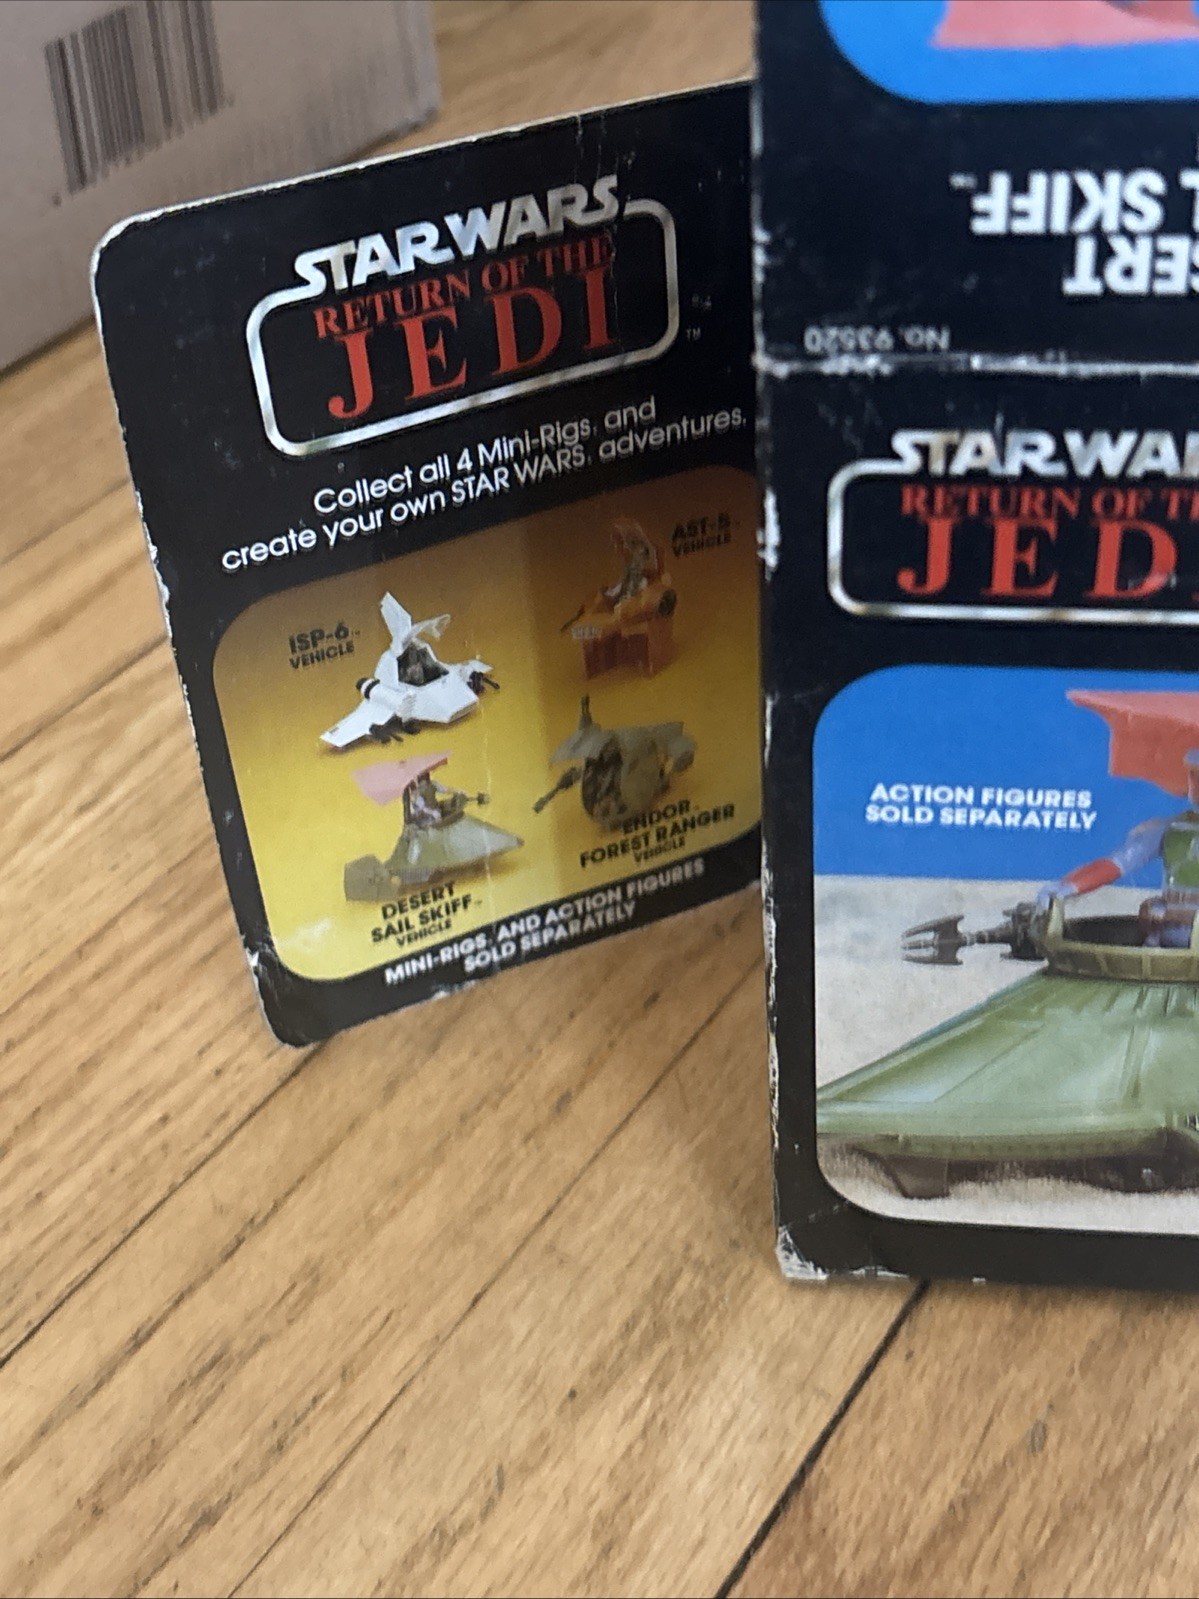 STAR WARS
RETURN OF THE
JEDI
TM
Collect all 4 Mini-Rigs, and
create your own STAR WARS, adventures.
ISP-6
VEHICLE
AST-5
VEHICLE
DESERT
SAIL SKIFF
VEHICLE
ENDOR
FOREST RANGER
VEHICLE
MINI-RIGS, AND ACTION FIGURES
SOLD SEPARATELY
SERT
L SKIFF
No. 93520
STAR WA
RETURN OF T
JED
ACTION FIGURES
SOLD SEPARATELY